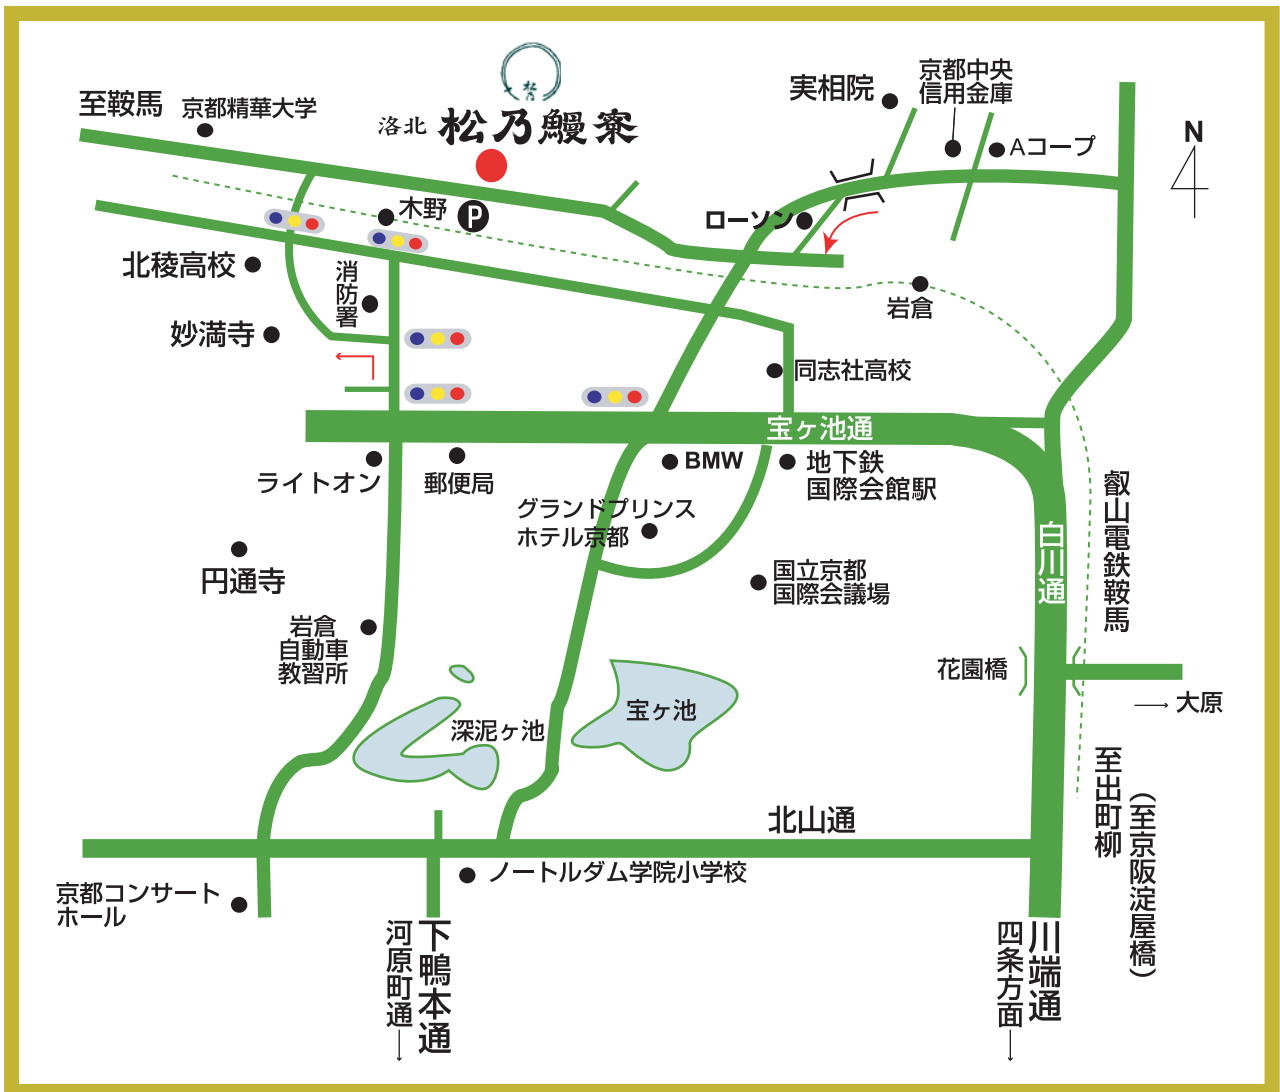 松乃
至鞍馬
京都精華大学
洛北 松乃鰻寮
実相院
京都中央
信用金庫
Aコープ
N
木野
P
ローソン
北稜高校
消防署
岩倉
妙満寺
同志社高校
宝ヶ池通
ライトオン
郵便局
BMW
地下鉄
国際会館駅
叡山電鉄鞍馬
グランドプリンス
ホテル京都
白川通
円通寺
国立京都
国際会議場
岩倉
自動車
教習所
花園橋
大原
宝ヶ池
深泥ヶ池
至出町柳
(至京阪淀屋橋)
北山通
ノートルダム学院小学校
京都コンサート
ホール
下鴨本通
河原町通
川端通
四条方面